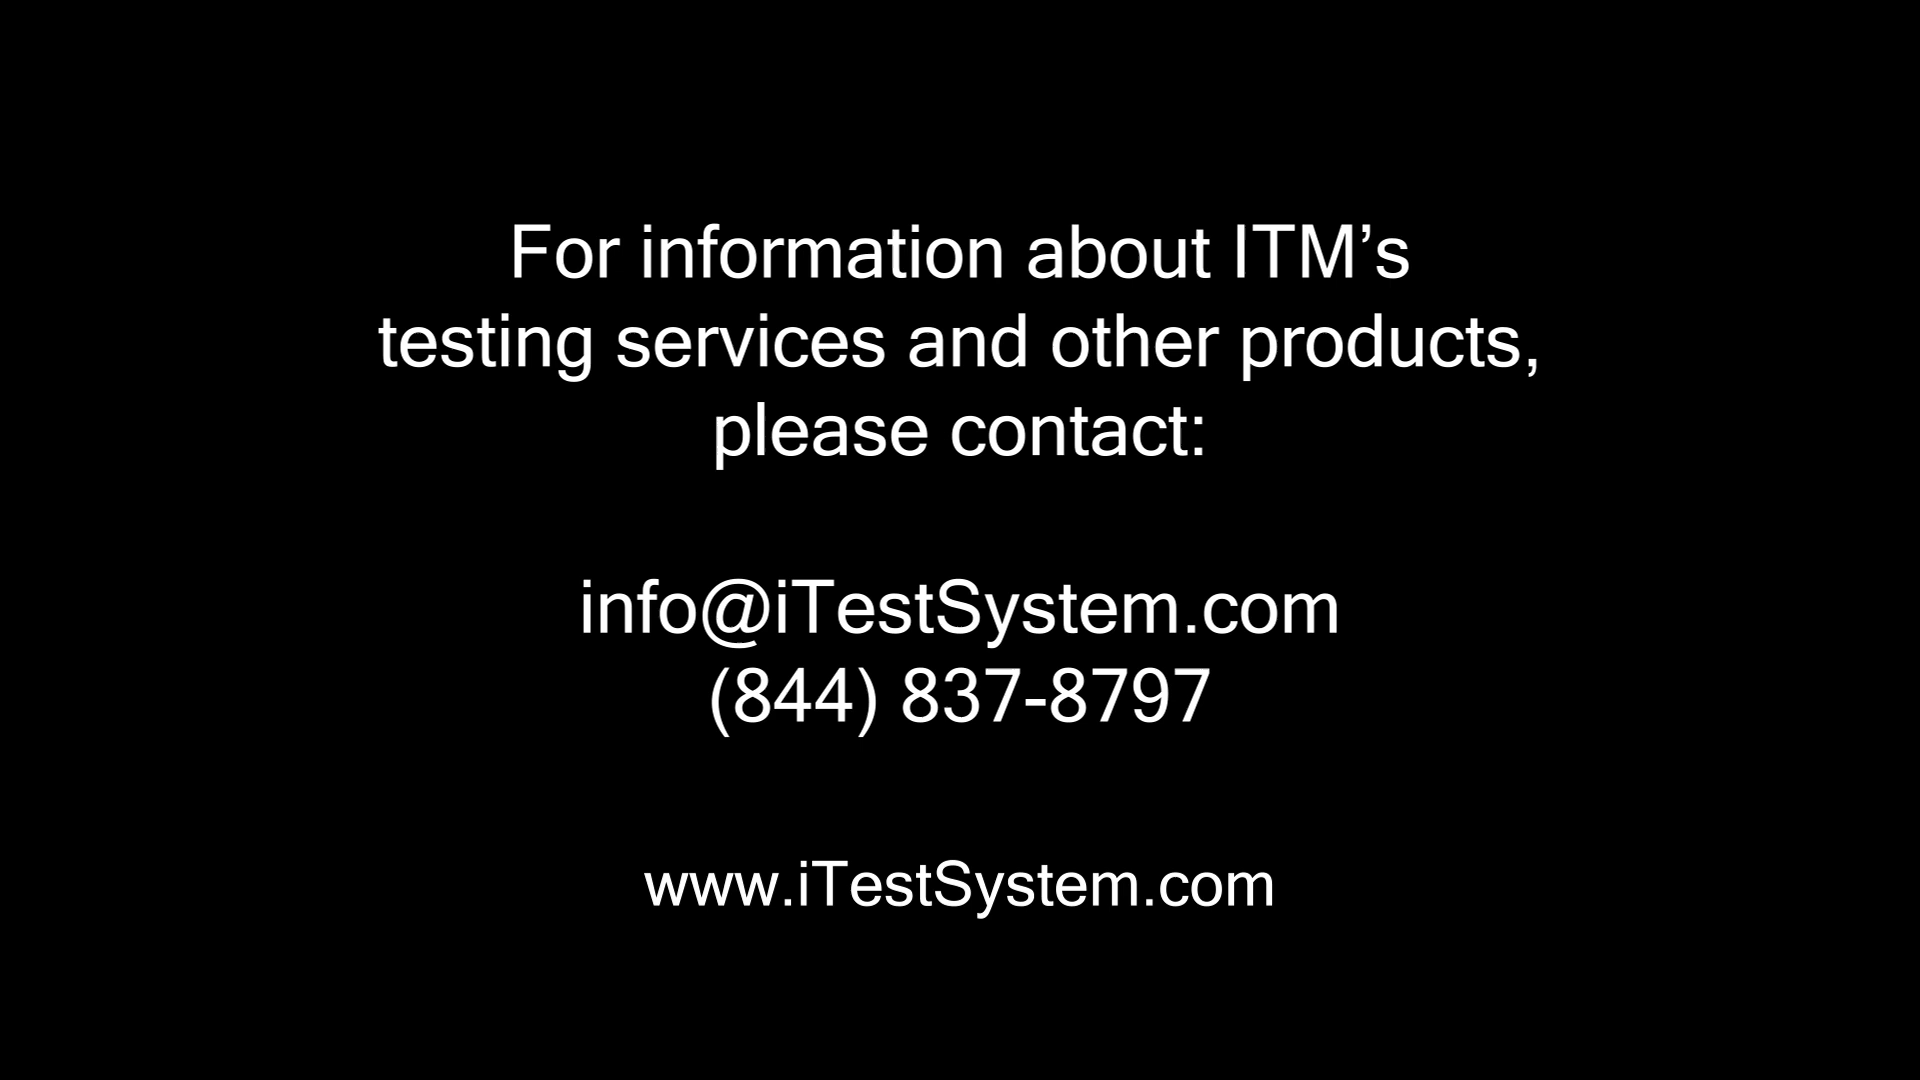 For information about ITM’s
testing services and other products,
please contact:
info@iTestSystem.com
(844) 837-8797
www.iTestSystem.com